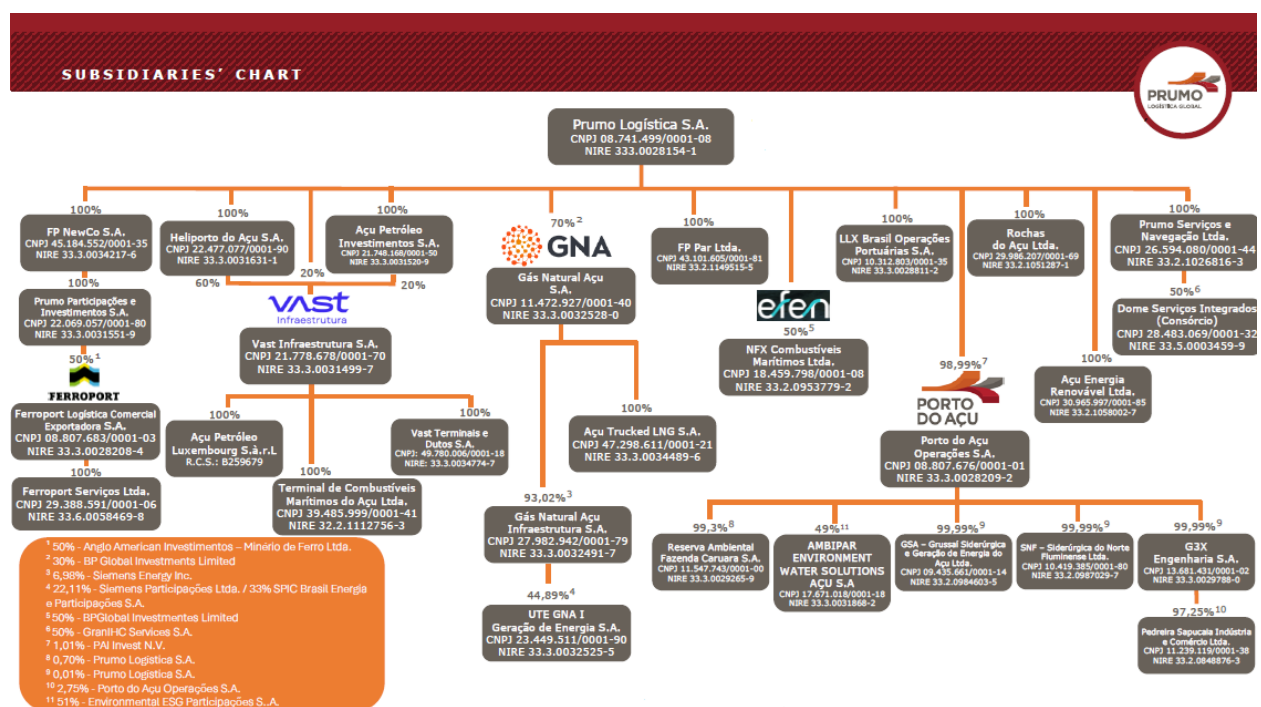 SUBSIDIARIES' CHART
PRUMO
LOGÍSTICA GLOBAL
Prumo Logística S.A.
CNPJ 08.741.499/0001-08
NIRE 333.0028154-1
100%
FP NewCo S.A.
CNPJ 45.184.552/0001-35
NIRE 33.3.0034217-6
100%
Prumo Participações e
Investimentos S.A.
CNPJ 22.069.057/0001-80
NIRE 33.3.0031551-9
50% 1
FERROPORT
Ferroport Logística Comercial
Exportadora S.A.
CNPJ 08.807.683/0001-03
NIRE 33.3.0028208-4
100%
Ferroport Serviços Ltda.
CNPJ 29.388.591/0001-06
NIRE 33.6.0058469-8
100%
Heliporto do Açu S.A.
CNPJ 22.477.077/0001-90
NIRE 33.3.0031631-1
60%
20%
100%
Açu Petróleo
Investimentos S.A.
CNPJ 21.748.168/0001-50
NIRE 33.3.0031520-9
20%
VAST
Infraestrutura
Vast Infraestrutura S.A.
CNPJ 21.778.678/0001-70
NIRE 33.3.0031499-7
100%
Açu Petróleo
Luxembourg S.à.r.L
R.C.S.: B259679
100%
Terminal de Combustíveis
Marítimos do Açu Ltda.
CNPJ 39.485.999/0001-41
NIRE 32.2.1112756-3
100%
Vast Terminais e
Dutos S.A.
CNPJ: 49.780.006/0001-18
NIRE: 33.3.0034774-7
70%2
GNA
Gás Natural Açu
S.A.
CNPJ 11.472.927/0001-40
NIRE 33.3.0032528-0
93,02%3
Gás Natural Açu
Infraestrutura S.A.
CNPJ 27.982.942/0001-79
NIRE 33.3.0032491-7
44,89%4
UTE GNA I
Geração de Energia S.A.
CNPJ 23.449.511/0001-90
NIRE 33.3.0032525-5
100%
Açu Trucked LNG S.A.
CNPJ 47.298.611/0001-21
NIRE 33.3.0034489-6
100%
FP Par Ltda.
CNPJ 43.101.605/0001-81
NIRE 33.2.1149515-5
efen
50%5
NFX Combustíveis
Marítimos Ltda.
CNPJ 18.459.798/0001-08
NIRE 33.2.0953779-2
100%
LLX Brasil Operações
Portuárias S.A.
CNPJ 10.312.803/0001-35
NIRE 33.3.0028811-2
98,99%7
PORTO
DO AÇU
Porto do Açu
Operações S.A.
CNPJ 08.807.676/0001-01
NIRE 33.3.0028209-2
99,3%8
Reserva Ambiental
Fazenda Caruara S.A.
CNPJ 11.547.743/0001-00
NIRE 33.3.0029265-9
49%11
AMBIPAR
ENVIRONMENT
WATER SOLUTIONS
AÇU S.A
CNPJ 17.671.018/0001-18
NIRE 33.3.0031868-2
99,99%9
GSA – Grussaí Siderúrgica
e Geração de Energia do
Açu Ltda.
CNPJ 09.435.661/0001-14
NIRE 33.2.0984603-5
99,99%9
SNF – Siderúrgica do Norte
Fluminense Ltda.
CNPJ 10.419.385/0001-80
NIRE 33.2.0987029-7
99,99%9
G3X
Engenharia S.A.
CNPJ 13.681.431/0001-02
NIRE 33.3.0029788-0
97,25%10
Pedreira Sapucaia Indústria
e Comércio Ltda.
CNPJ 11.239.119/0001-38
NIRE 33.2.0848876-3
100%
Rochas
do Açu Ltda.
CNPJ 29.986.207/0001-69
NIRE 33.2.1051287-1
100%
Açu Energia
Renovável Ltda.
CNPJ 30.965.997/0001-85
NIRE 33.2.1058002-7
100%
Prumo Serviços e
Navegação Ltda.
CNPJ 26.594.080/0001-44
NIRE 33.2.1026816-3
50%6
Dome Serviços Integrados
(Consórcio)
CNPJ 28.483.069/0001-32
NIRE 33.5.0003459-9
1 50% - Anglo American Investimentos – Minério de Ferro Ltda.
2 30% - BP Global Investments Limited
3 6,98% - Siemens Energy Inc.
4 22,11% - Siemens Participações Ltda. / 33% SPIC Brasil Energia
e Participações S.A.
5 50% - BPGlobal Investmentes Limited
6 50% - GranIHC Services S.A.
7 1,01% - PAI Invest N.V.
8 0,70% - Prumo Logística S.A.
9 0,01% - Prumo Logística S.A.
10 2,75% - Porto do Açu Operações S.A.
11 51% - Environmental ESG Participações S..A.